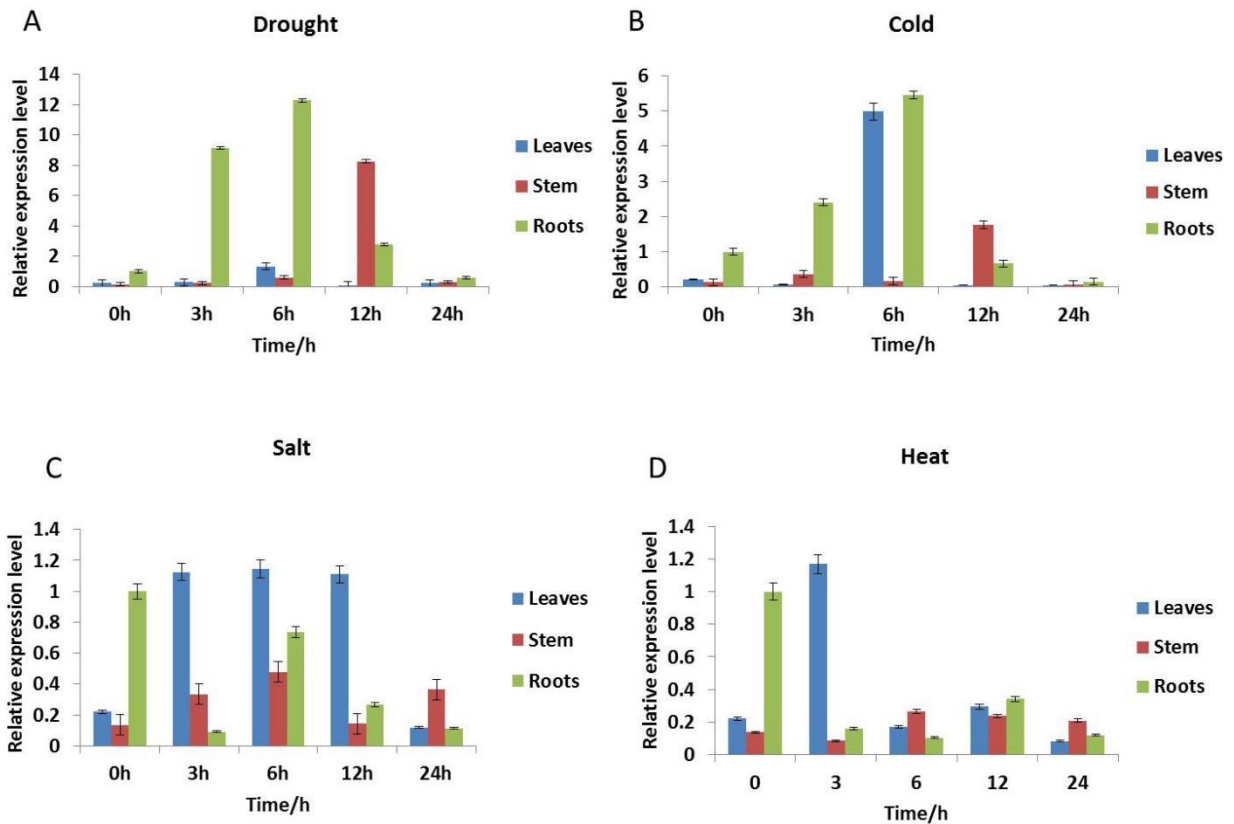 A
Drought
Relative expression level
14
12
10
8
6
4
2
0
0h 3h 6h 12h 24h
Time/h
Leaves
Stem
Roots
B
Cold
Relative expression level
6
5
4
3
2
1
0
0h 3h 6h 12h 24h
Time/h
Leaves
Stem
Roots
C
Salt
Relative expression level
1.4
1.2
1
0.8
0.6
0.4
0.2
0
0h 3h 6h 12h 24h
Time/h
Leaves
Stem
Roots
D
Heat
Relative expression level
1.4
1.2
1
0.8
0.6
0.4
0.2
0
0 3 6 12 24
Time/h
Leaves
Stem
Roots